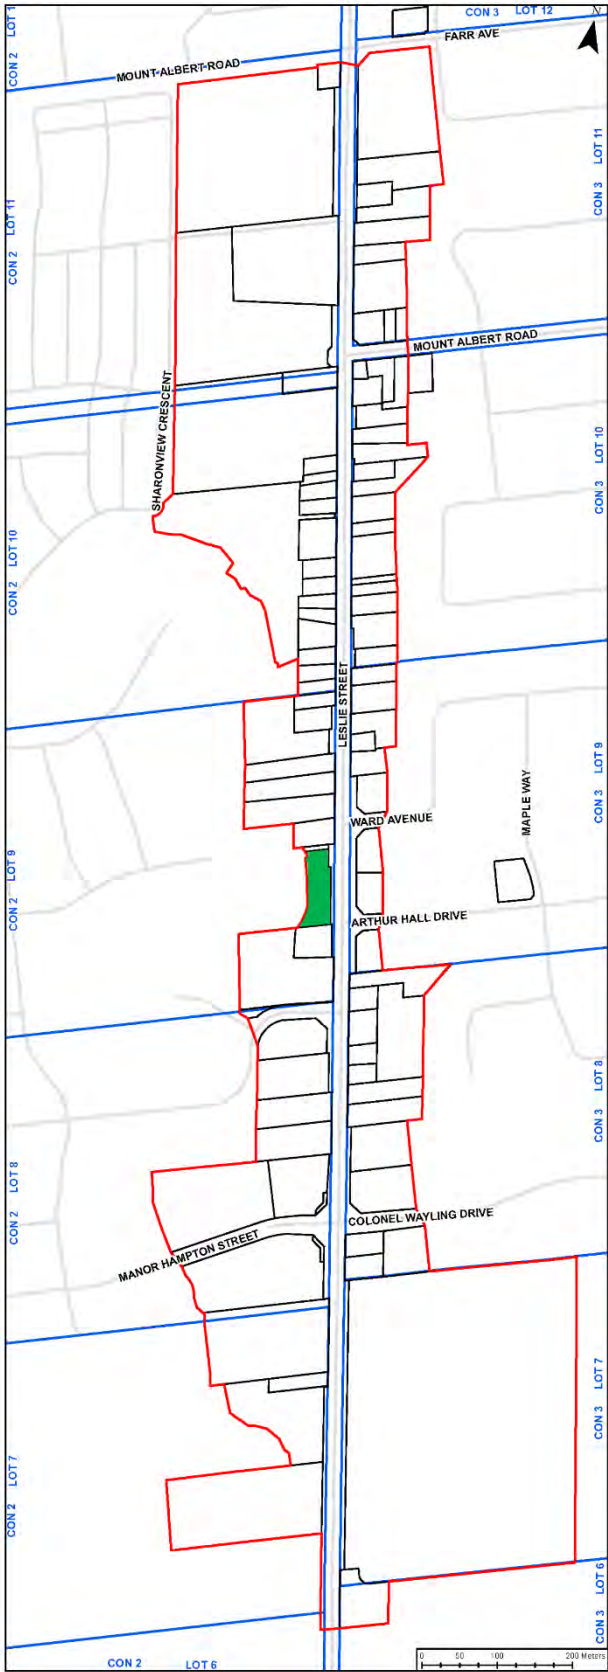 CON 3 LOT 12
N
LOT 1
FARR AVE
CON 2
MOUNT ALBERT ROAD
LOT 11
CON 3
LOT 11
CON 2
MOUNT ALBERT ROAD
SHARONVIEW CRESCENT
LOT 10
CON 3
LOT 10
CON 2
LESLIE STREET
LOT 9
CON 3
MAPLE WAY
WARD AVENUE
LOT 9
CON 2
ARTHUR HALL DRIVE
LOT 8
CON 3
LOT 8
CON 2
COLONEL WAYLING DRIVE
MANOR HAMPTON STREET
LOT 7
CON 3
LOT 7
CON 2
LOT 6
CON 3
CON 2 LOT 6
0 50 100 200 Meters